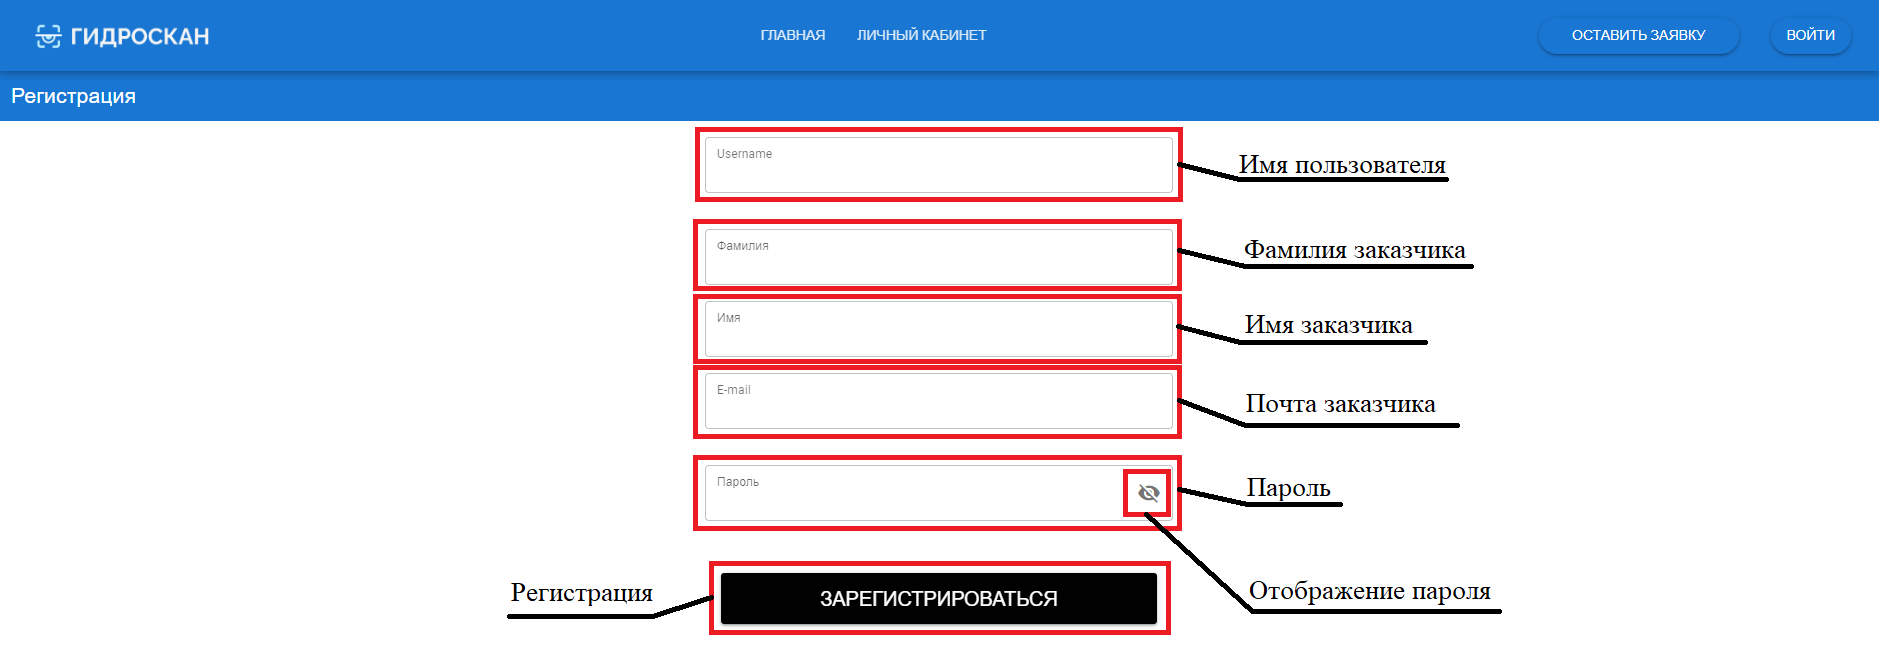 ГИДРОСКАН
ГЛАВНАЯ
ЛИЧНЫЙ КАБИНЕТ
ОСТАВИТЬ ЗАЯВКУ
ВОЙТИ
Регистрация
Username
Имя пользователя
Фамилия
Фамилия заказчика
Имя
Имя заказчика
E-mail
Почта заказчика
Пароль
Пароль
Отображение пароля
Регистрация
ЗАРЕГИСТРИРОВАТЬСЯ